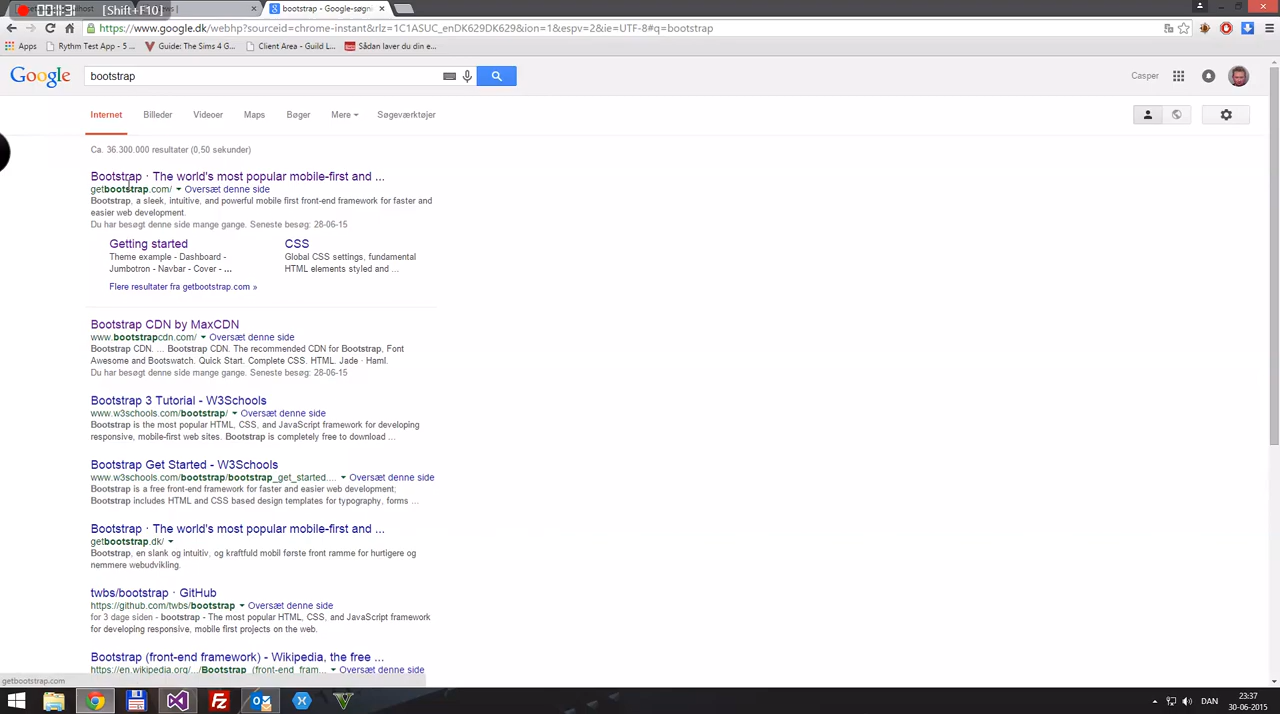 00:11:31 [Shift+F10]
bootstrap - Google-søgni
https://www.google.dk/webhp?sourceid=chrome-instant&rlz=1C1ASUC_enDK629DK629&ion=1&espv=2&ie=UTF-8#q=bootstrap
Apps Rythm Test App - 5 ... Guide: The Sims 4 G... Client Area - Guild L... Sådan laver du din e...
Google bootstrap Casper
Internet Billeder Videoer Maps Bøger Mere Søgeværktøjer
Ca. 36.300.000 resultater (0,50 sekunder)
Bootstrap · The world's most popular mobile-first and ...
getbootstrap.com/ Oversæt denne side
Bootstrap, a sleek, intuitive, and powerful mobile first front-end framework for faster and
easier web development.
Du har besøgt denne side mange gange. Seneste besøg: 28-06-15
Getting started CSS
Theme example - Dashboard - Global CSS settings, fundamental
Jumbotron - Navbar - Cover - ... HTML elements styled and ...
Flere resultater fra getbootstrap.com »
Bootstrap CDN by MaxCDN
www.bootstrapcdn.com/ Oversæt denne side
Bootstrap CDN. ... Bootstrap CDN. The recommended CDN for Bootstrap, Font
Awesome and Bootswatch. Quick Start. Complete CSS. HTML. Jade · Haml.
Du har besøgt denne side mange gange. Seneste besøg: 28-06-15
Bootstrap 3 Tutorial - W3Schools
www.w3schools.com/bootstrap/ Oversæt denne side
Bootstrap is the most popular HTML, CSS, and JavaScript framework for developing
responsive, mobile-first web sites. Bootstrap is completely free to download ...
Bootstrap Get Started - W3Schools
www.w3schools.com/bootstrap/bootstrap_get_started.... Oversæt denne side
Bootstrap is a free front-end framework for faster and easier web development;
Bootstrap includes HTML and CSS based design templates for typography, forms ...
Bootstrap · The world's most popular mobile-first and ...
getbootstrap.dk/
Bootstrap, en slank og intuitiv, og kraftfuld mobil første front ramme for hurtigere og
nemmere webudvikling.
twbs/bootstrap · GitHub
https://github.com/twbs/bootstrap Oversæt denne side
for 3 dage siden - bootstrap - The most popular HTML, CSS, and JavaScript framework
for developing responsive, mobile first projects on the web.
Bootstrap (front-end framework) - Wikipedia, the free ...
https://en.wikipedia.org/.../Bootstrap_(front-end_fram... Oversæt denne side
getbootstrap.com
DAN 23:37
30-06-2015